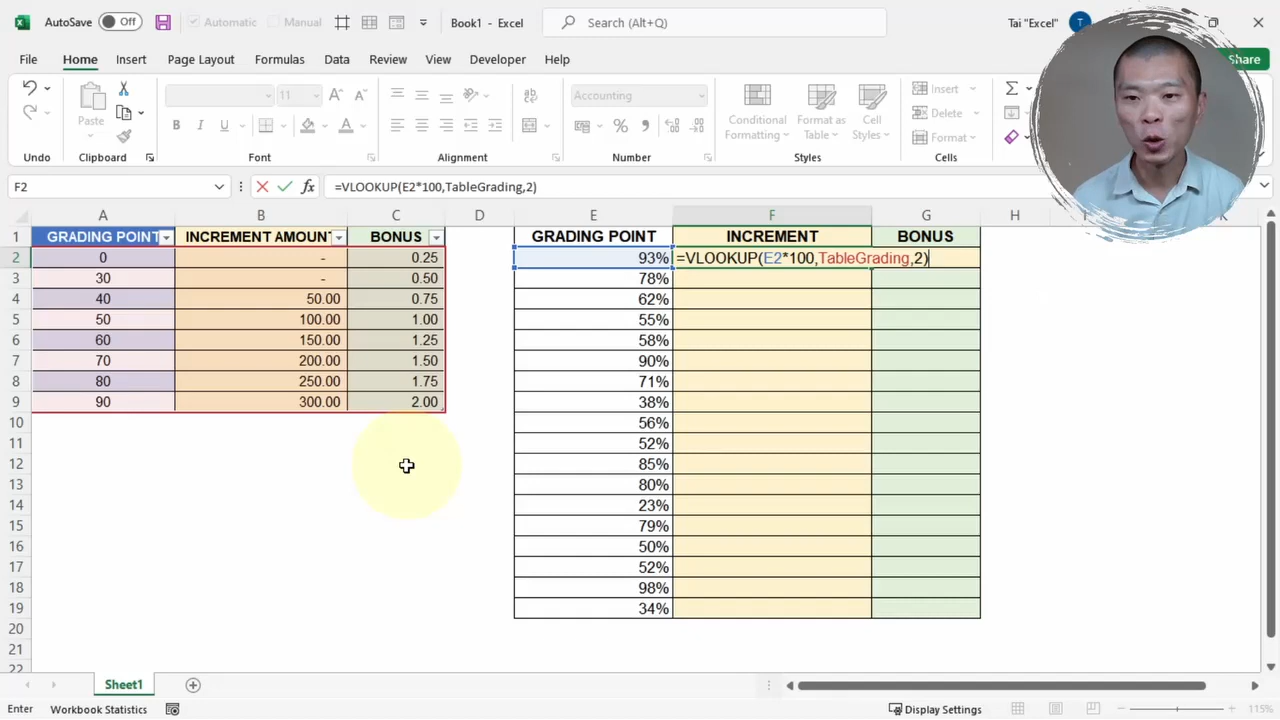 AutoSave Off Automatic Manual Book1 - Excel Search (Alt+Q) Tai "Excel" T
File Home Insert Page Layout Formulas Data Review View Developer Help Share
11 Accounting Insert
Paste Conditional Format as Cell Delete
Formatting Table Styles Format
Undo Clipboard Font Alignment Number Styles Cells
F2 fx =VLOOKUP(E2*100,TableGrading,2)
A B C D E F G H
1 GRADING POINT INCREMENT AMOUNT BONUS GRADING POINT INCREMENT BONUS
2 0 - 0.25 93% =VLOOKUP(E2*100,TableGrading,2)
3 30 - 0.50 78%
4 40 50.00 0.75 62%
5 50 100.00 1.00 55%
6 60 150.00 1.25 58%
7 70 200.00 1.50 90%
8 80 250.00 1.75 71%
9 90 300.00 2.00 38%
10 56%
11 52%
12 85%
13 80%
14 23%
15 79%
16 50%
17 52%
18 98%
19 34%
20
21
22
Sheet1
Enter Workbook Statistics Display Settings 115%